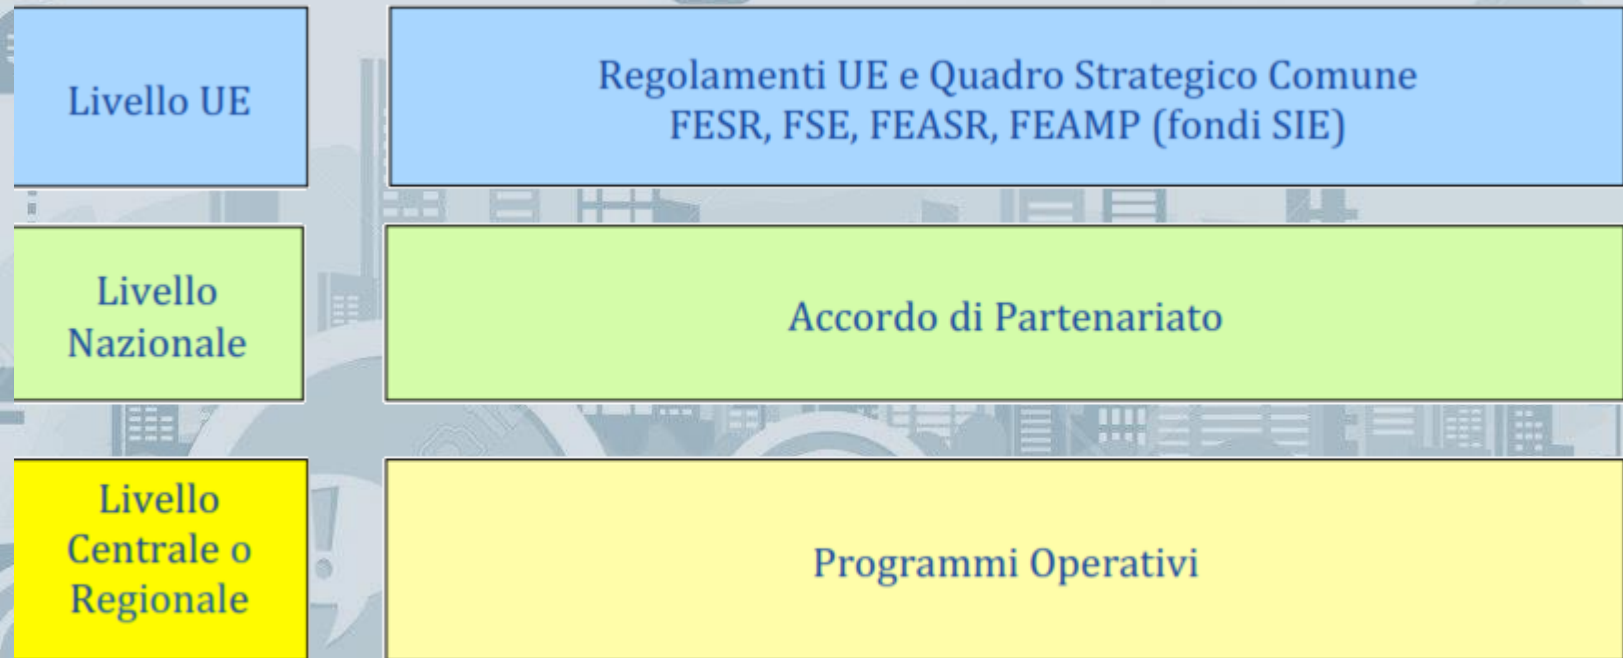 Livello UE
Regolamenti UE e Quadro Strategico Comune
FESR, FSE, FEASR, FEAMP (fondi SIE)
Livello
Nazionale
Accordo di Partenariato
Livello
Centrale o
Regionale
Programmi Operativi